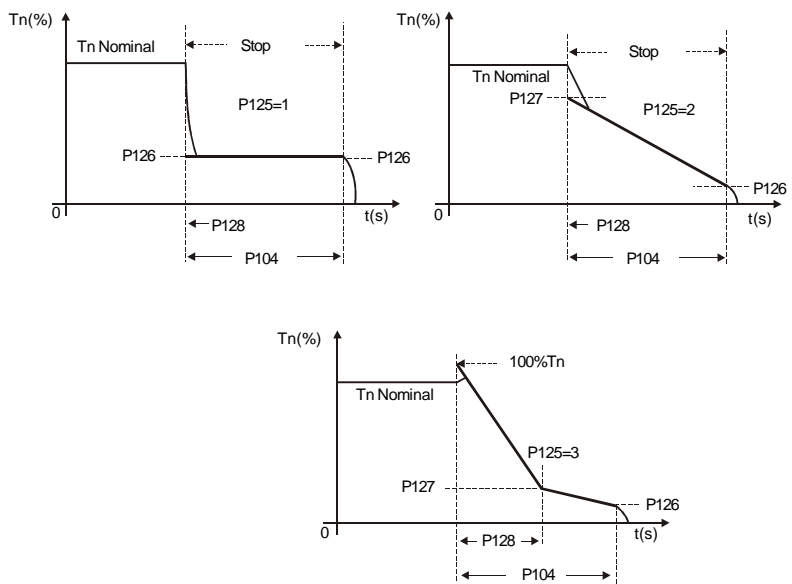 Tn(%)
Tn Nominal
Stop
P125=1
P126
P126
0
t(s)
P128
P104
Tn(%)
Stop
Tn Nominal
P127
P125=2
P126
0
t(s)
P128
P104
Tn(%)
100%Tn
Tn Nominal
P125=3
P127
P126
0
t(s)
P128
P104